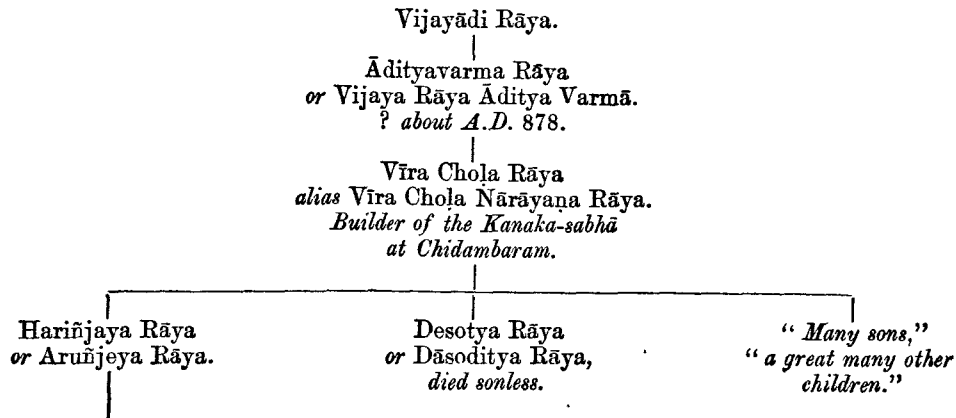 Vijayādi Rāya.
Ādityavarma Rāya
or Vijaya Rāya Āditya Varmā.
? about A.D. 878.
Vīra Choḷa Rāya
alias Vīra Choḷa Nārāyaṇa Rāya.
Builder of the Kanaka-sabhā
at Chidambaram.
Hariñjaya Rāya
or Aruñjeya Rāya.
Desotya Rāya
or Dāsoditya Rāya,
died sonless.
“ Many sons,”
“ a great many other
children.”